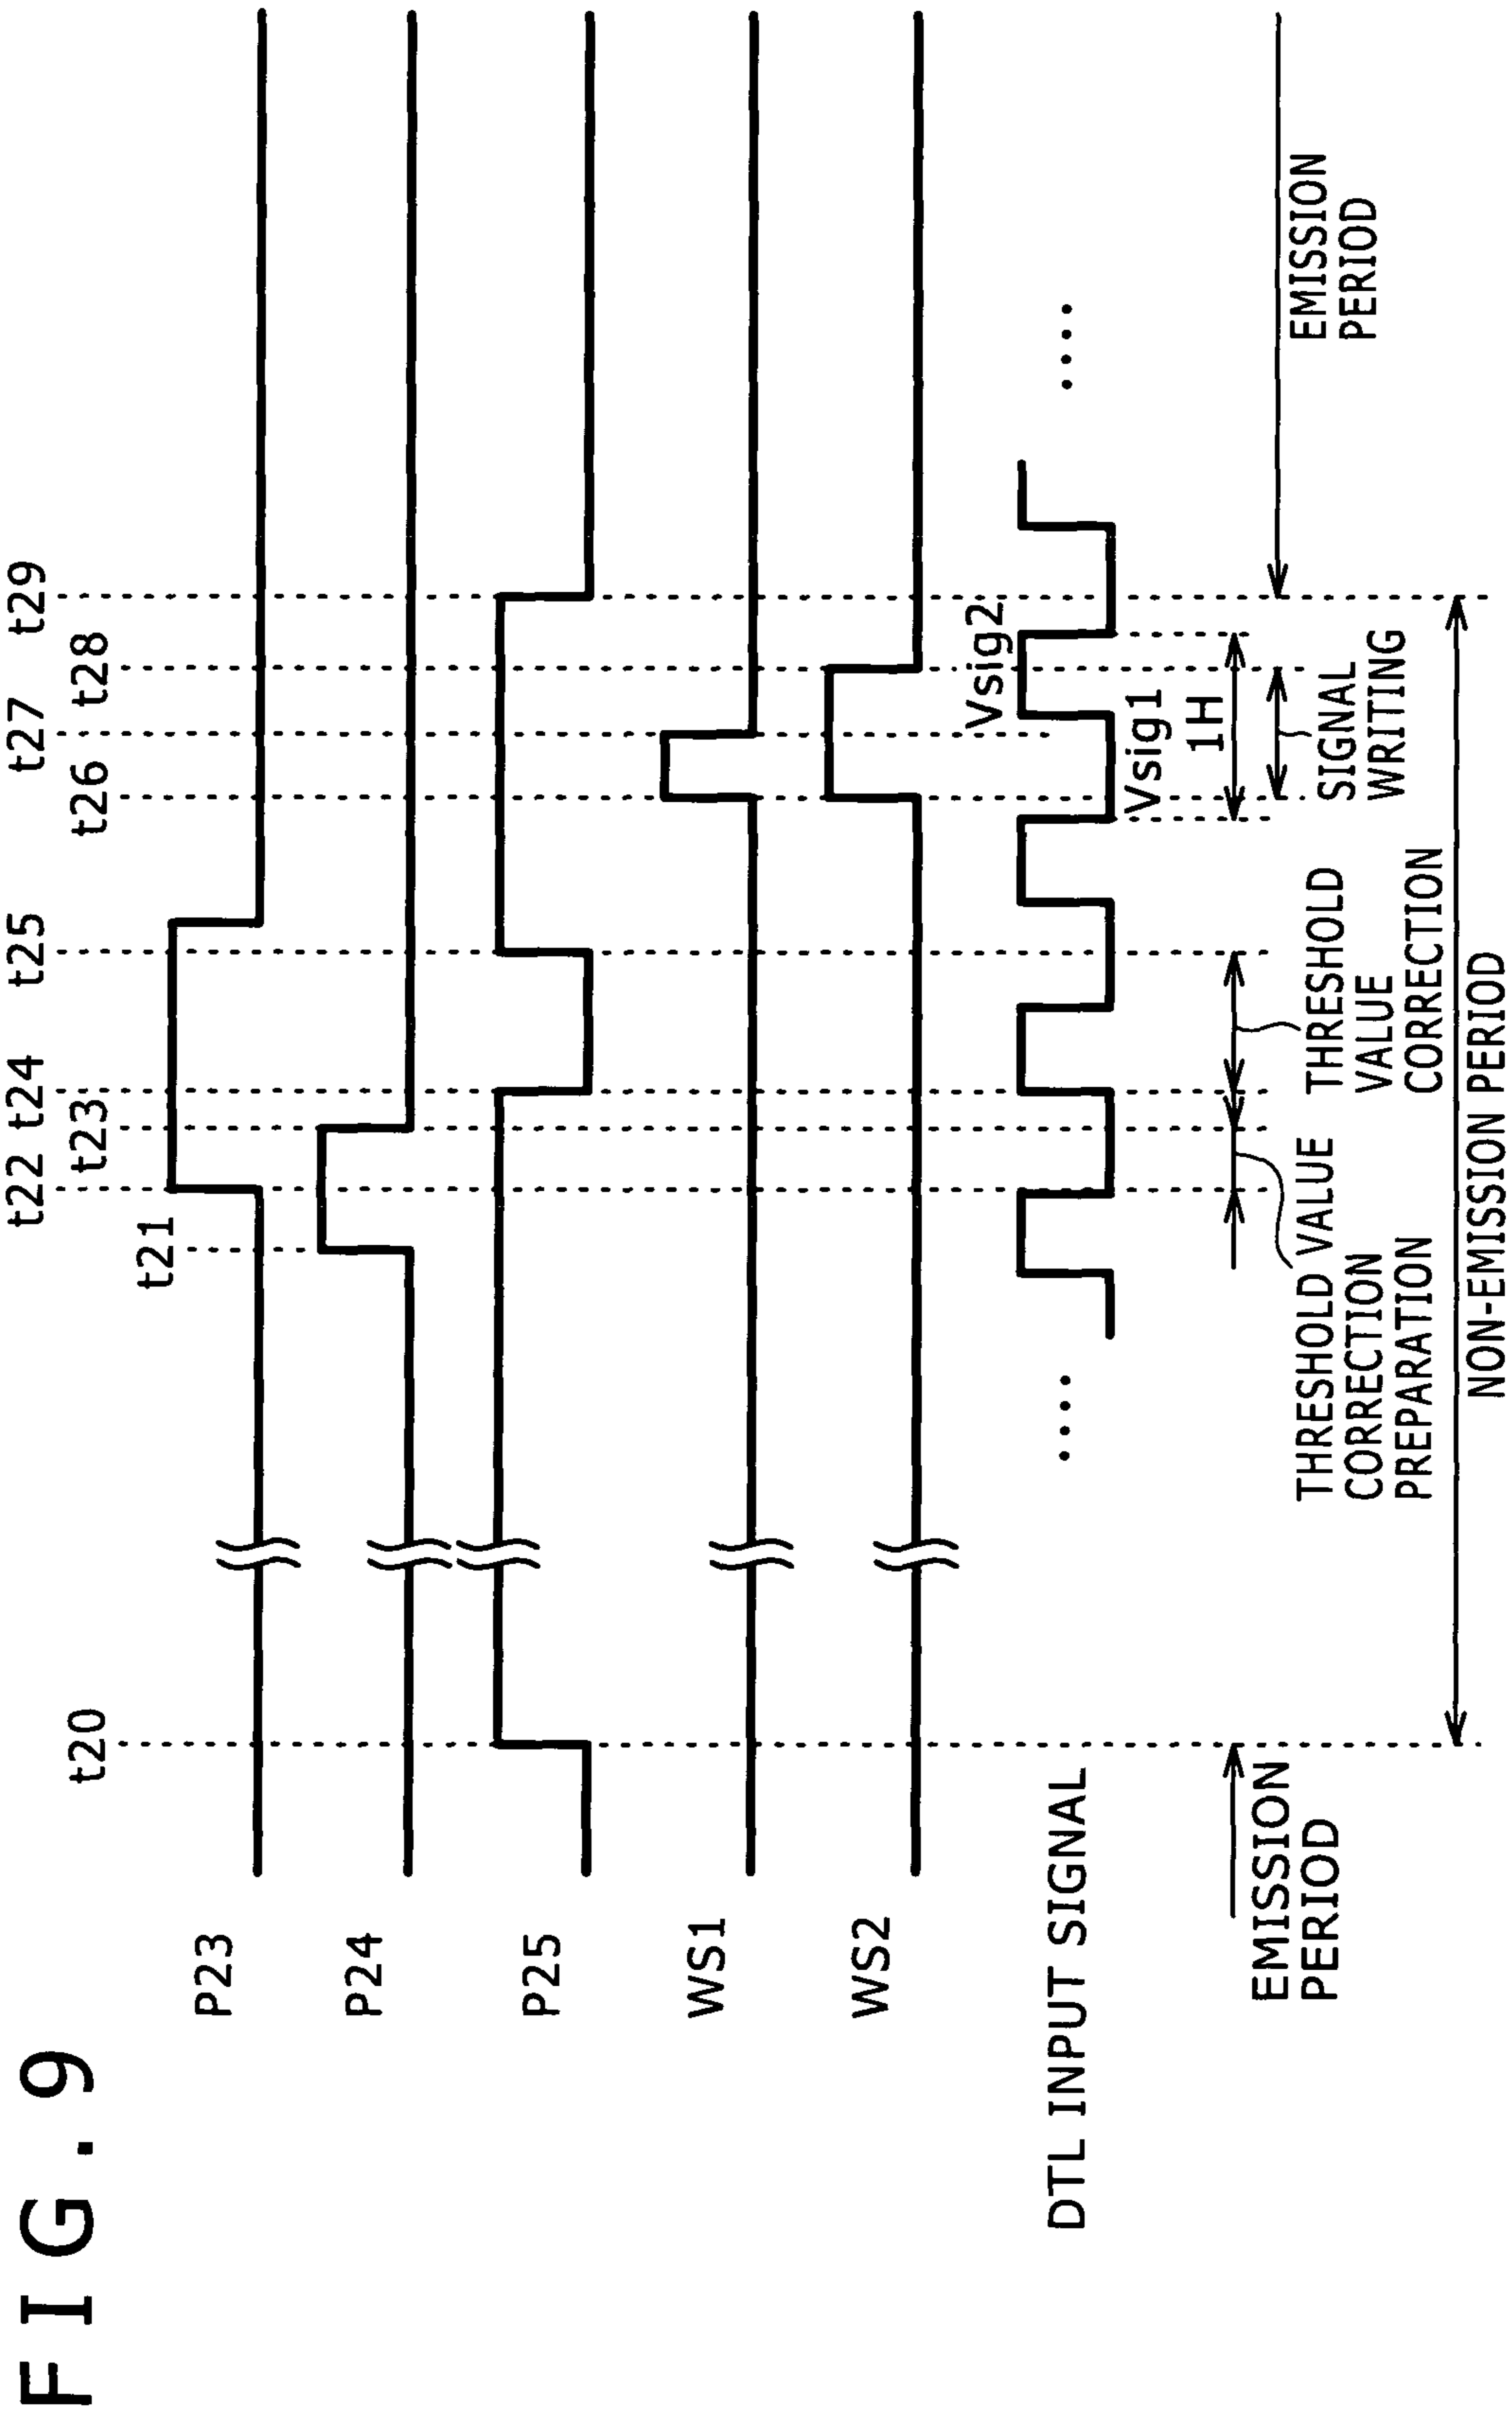 FIG. 9
t20
t21
t22
t23
t24
t25
t26
t27
t28
t29
P23
P24
P25
WS1
WS2
DTL INPUT SIGNAL
Vsig2
Vsig1
1H
EMISSION
PERIOD
THRESHOLD VALUE
CORRECTION
PREPARATION
THRESHOLD
VALUE
CORRECTION
SIGNAL
WRITING
EMISSION
PERIOD
NON-EMISSION PERIOD